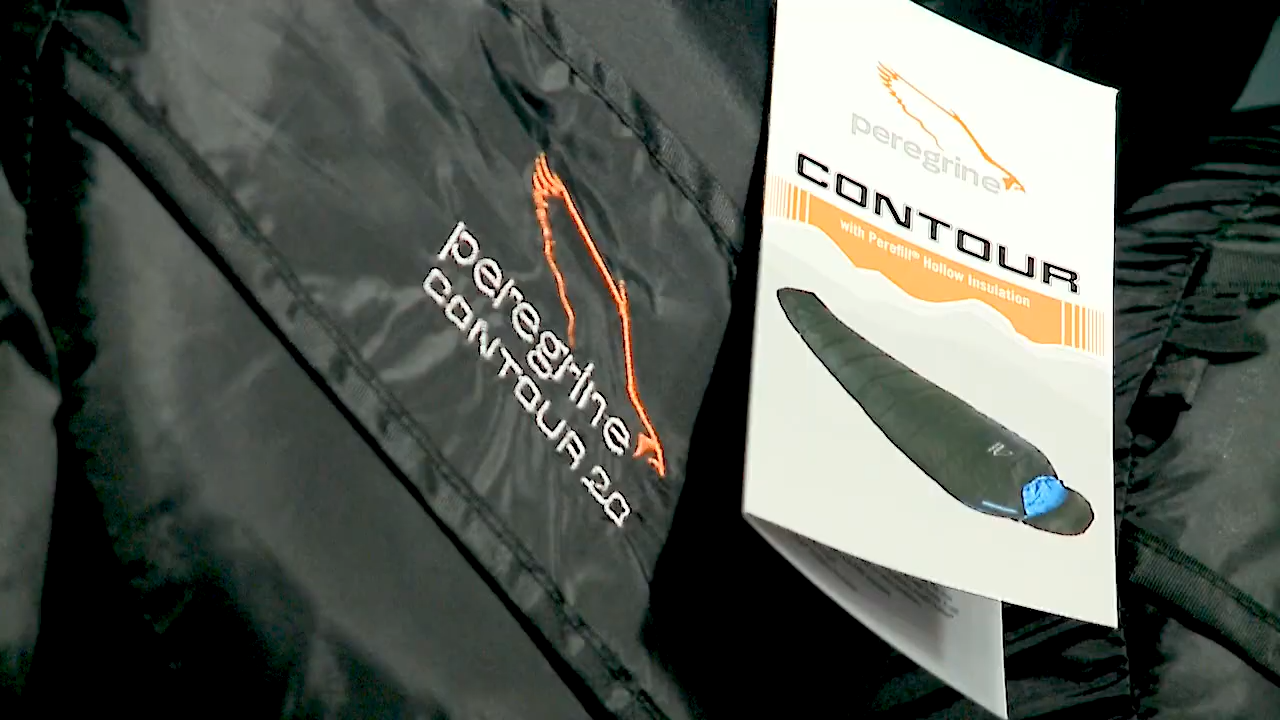 peregrine
CONTOUR 20
peregrine
CONTOUR
with Perefill® Hollow Insulation